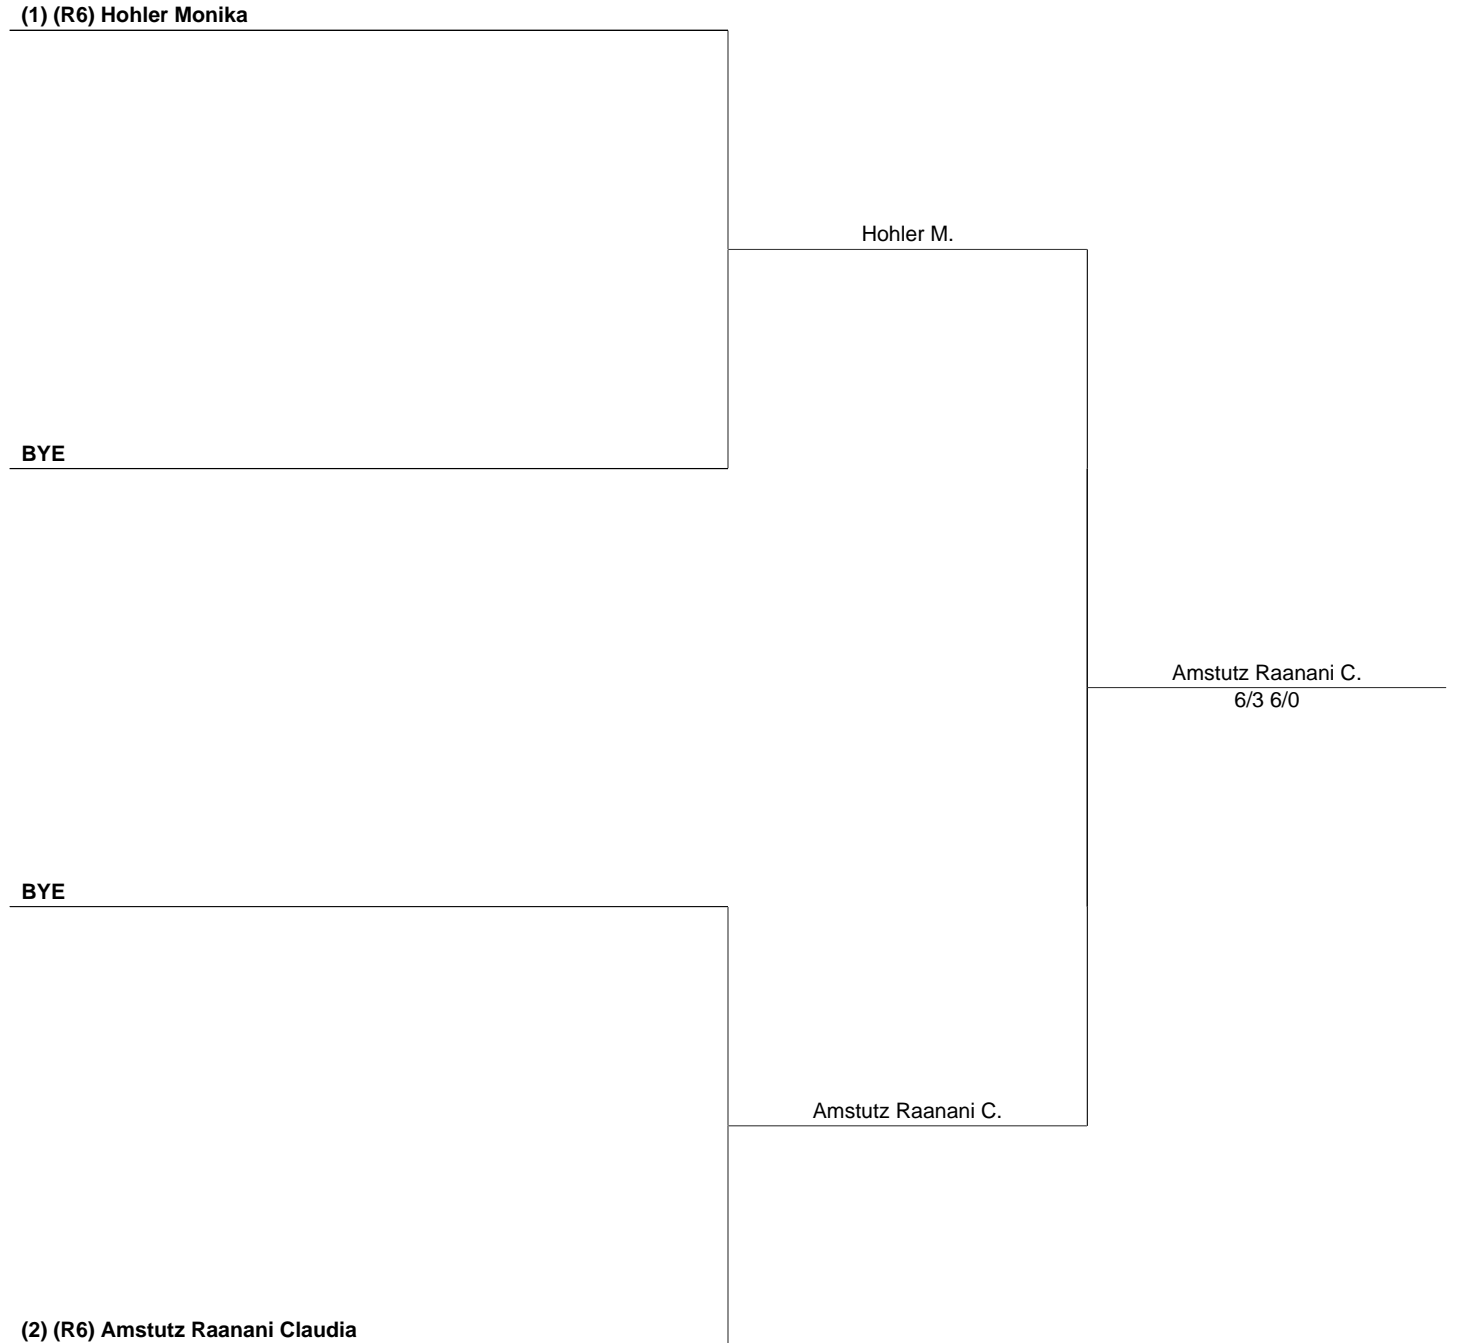 (1) (R6) Hohler Monika
Hohler M.
BYE
Amstutz Raanani C.
6/3 6/0
BYE
Amstutz Raanani C.
(2) (R6) Amstutz Raanani Claudia